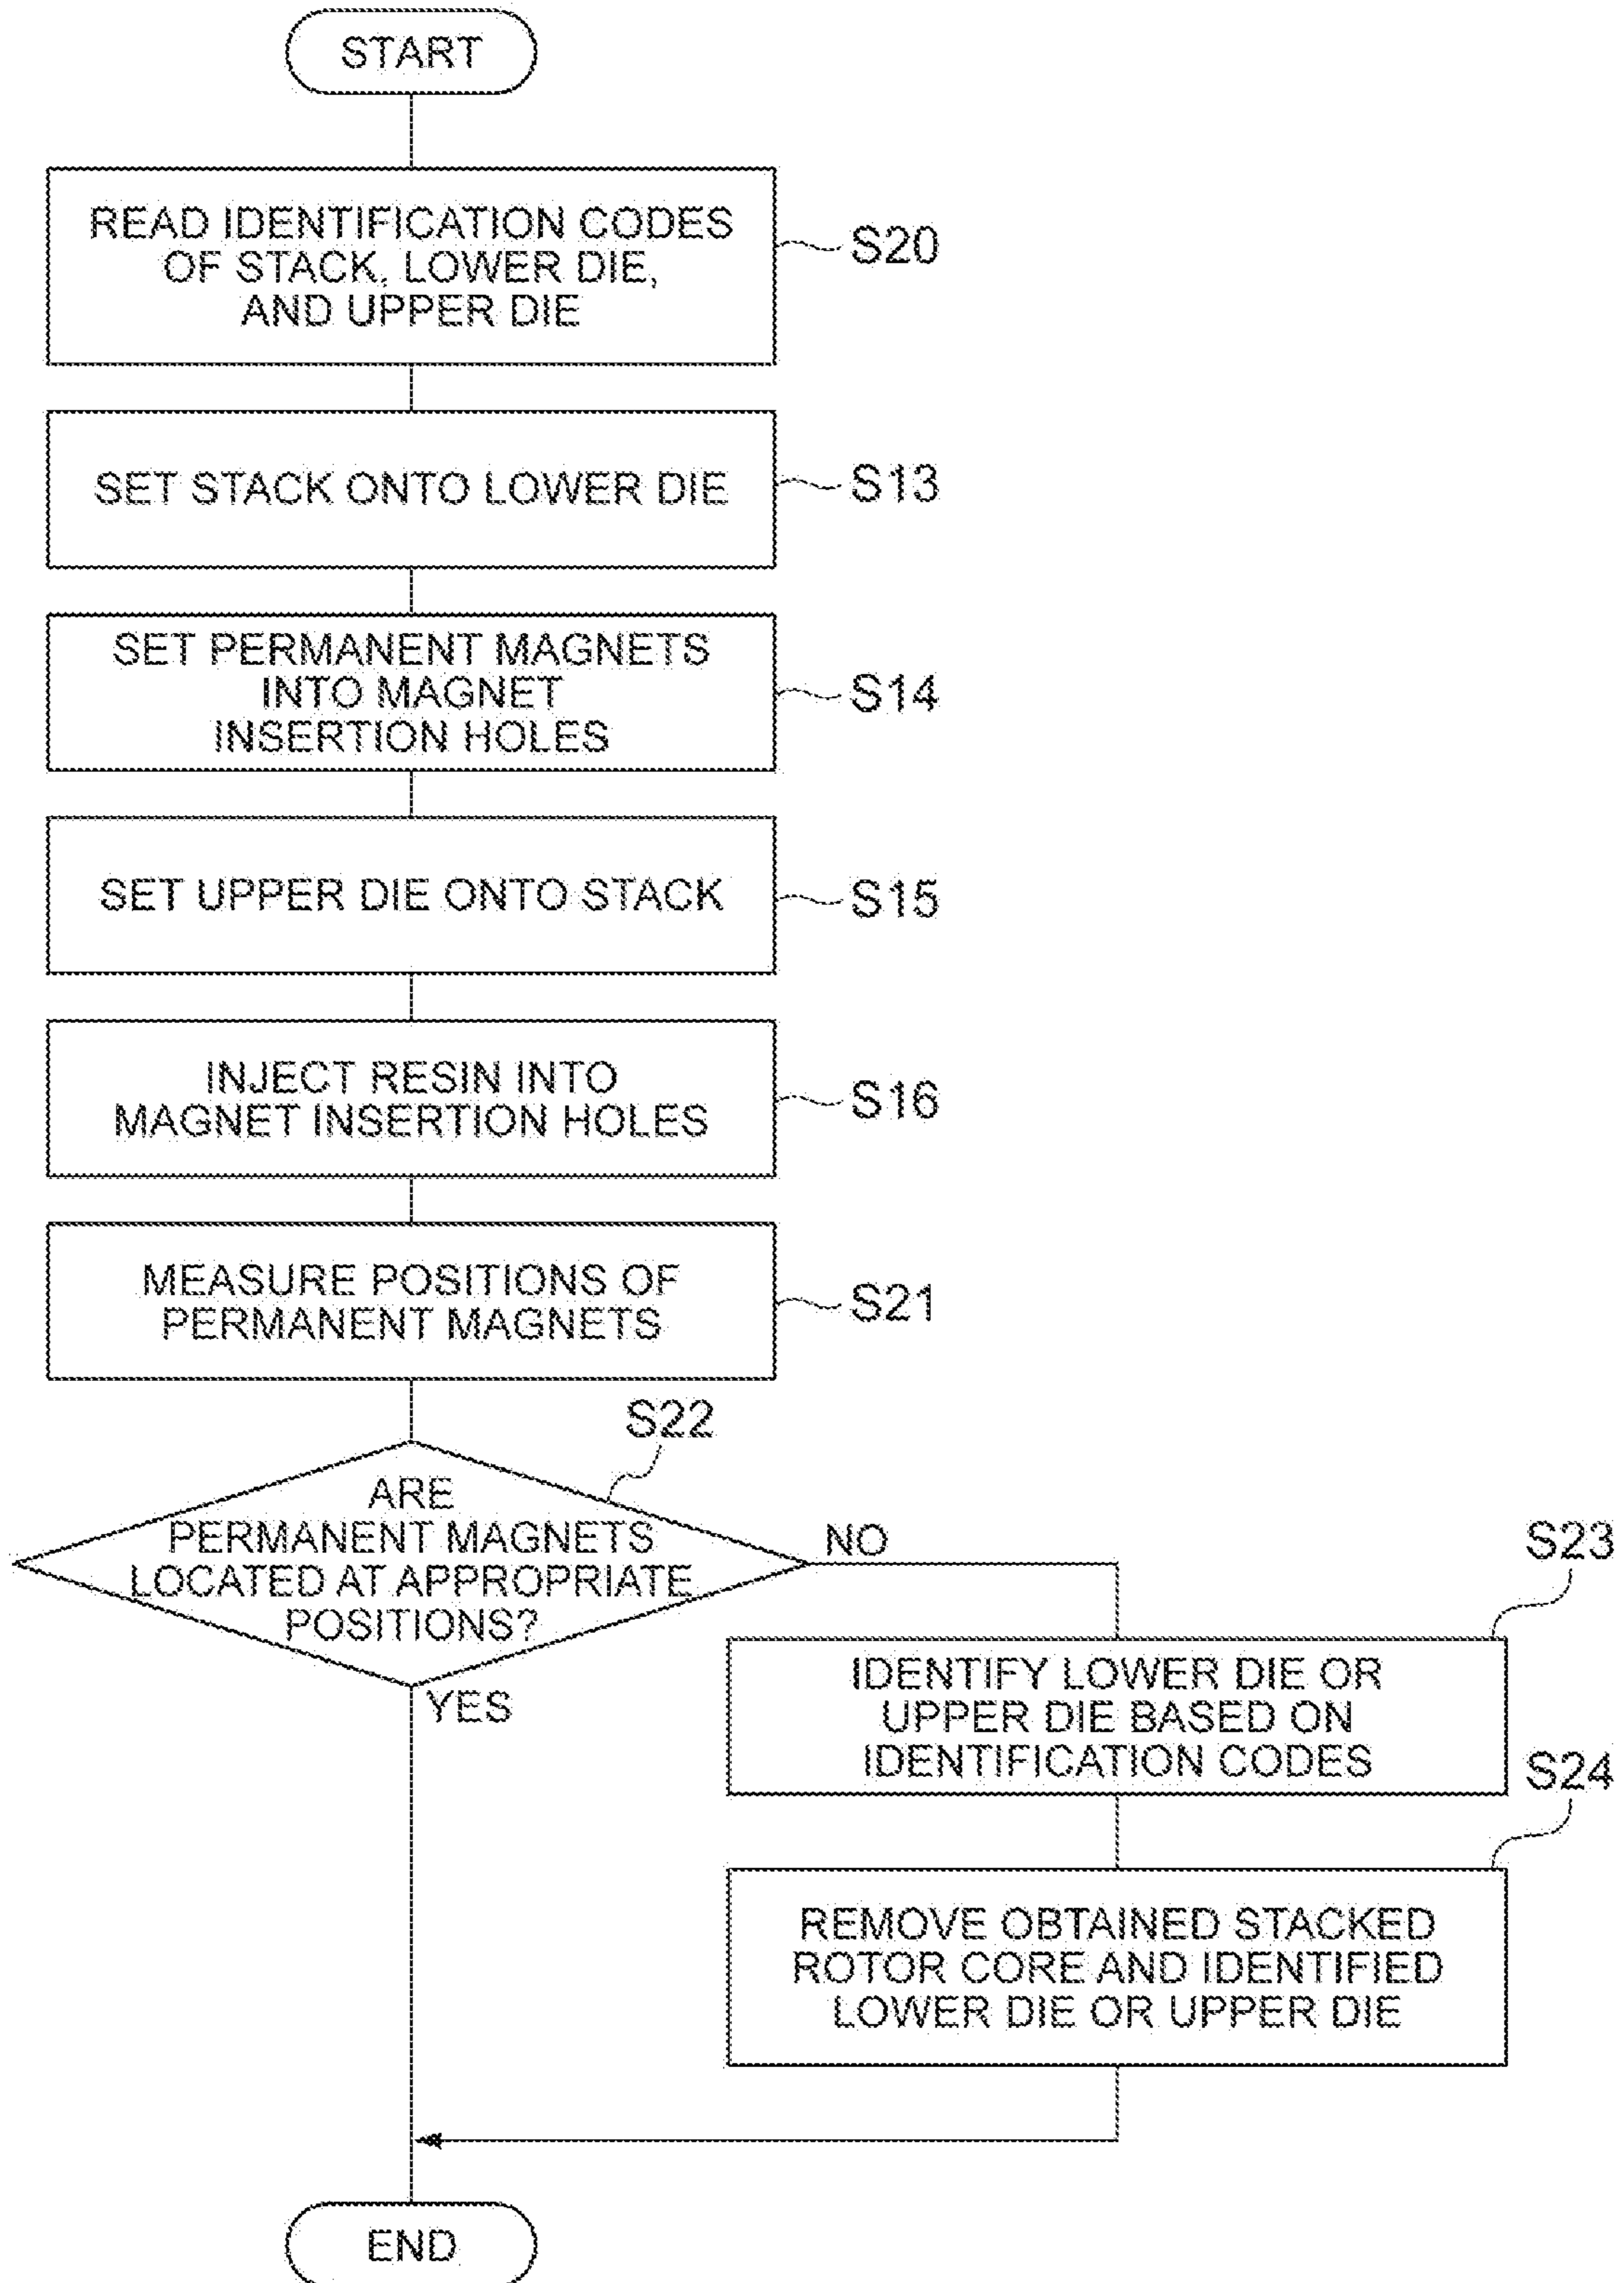 START
READ IDENTIFICATION CODES
OF STACK, LOWER DIE,
AND UPPER DIE
S20
SET STACK ONTO LOWER DIE
S13
SET PERMANENT MAGNETS
INTO MAGNET
INSERTION HOLES
S14
SET UPPER DIE ONTO STACK
S15
INJECT RESIN INTO
MAGNET INSERTION HOLES
S16
MEASURE POSITIONS OF
PERMANENT MAGNETS
S21
S22
ARE
PERMANENT MAGNETS
LOCATED AT APPROPRIATE
POSITIONS?
NO
YES
S23
IDENTIFY LOWER DIE OR
UPPER DIE BASED ON
IDENTIFICATION CODES
S24
REMOVE OBTAINED STACKED
ROTOR CORE AND IDENTIFIED
LOWER DIE OR UPPER DIE
END